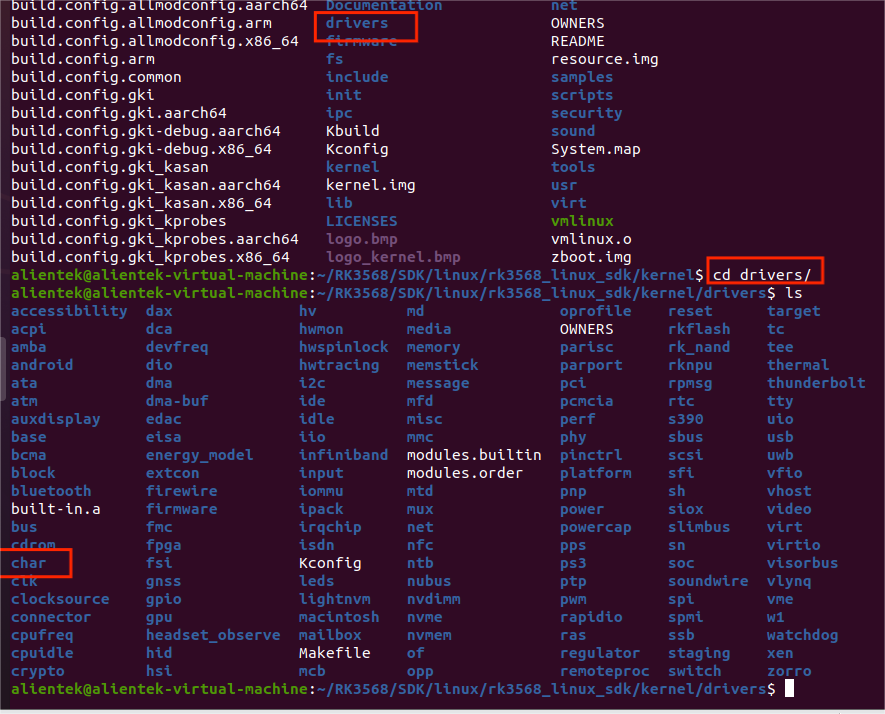 build.config.allmodconfig.aarch64 Documentation net
build.config.allmodconfig.arm drivers OWNERS
build.config.allmodconfig.x86_64 firmware README
build.config.arm fs resource.img
build.config.common include samples
build.config.gki init scripts
build.config.gki.aarch64 ipc security
build.config.gki-debug.aarch64 Kbuild sound
build.config.gki-debug.x86_64 Kconfig System.map
build.config.gki_kasan kernel tools
build.config.gki_kasan.aarch64 kernel.img usr
build.config.gki_kasan.x86_64 lib virt
build.config.gki_kprobes LICENSES vmlinux
build.config.gki_kprobes.aarch64 logo.bmp vmlinux.o
build.config.gki_kprobes.x86_64 logo_kernel.bmp zboot.img
alientek@alientek-virtual-machine:~/RK3568/SDK/linux/rk3568_linux_sdk/kernel$ cd drivers/
alientek@alientek-virtual-machine:~/RK3568/SDK/linux/rk3568_linux_sdk/kernel/drivers$ ls
accessibility dax hv md oprofile reset target
acpi dca hwmon media OWNERS rkflash tc
amba devfreq hwspinlock memory parisc rk_nand tee
android dio hwtracing memstick parport rknpu thermal
ata dma i2c message pci rpmsg thunderbolt
atm dma-buf ide mfd pcmcia rtc tty
auxdisplay edac idle misc perf s390 uio
base eisa iio mmc phy sbus usb
bcma energy_model infiniband modules.builtin pinctrl scsi uwb
block extcon input modules.order platform sfi vfio
bluetooth firewire iommu mtd pnp sh vhost
built-in.a firmware ipack mux power siox video
bus fmc irqchip net powercap slimbus virt
cdrom fpga isdn nfc pps sn virtio
char fsi Kconfig ntb ps3 soc visorbus
clk gnss leds nubus ptp soundwire vlynq
clocksource gpio lightnvm nvdimm pwm spi vme
connector gpu macintosh nvme rapidio spmi w1
cpufreq headset_observe mailbox nvmem ras ssb watchdog
cpuidle hid Makefile of regulator staging xen
crypto hsi mcb opp remoteproc switch zorro
alientek@alientek-virtual-machine:~/RK3568/SDK/linux/rk3568_linux_sdk/kernel/drivers$